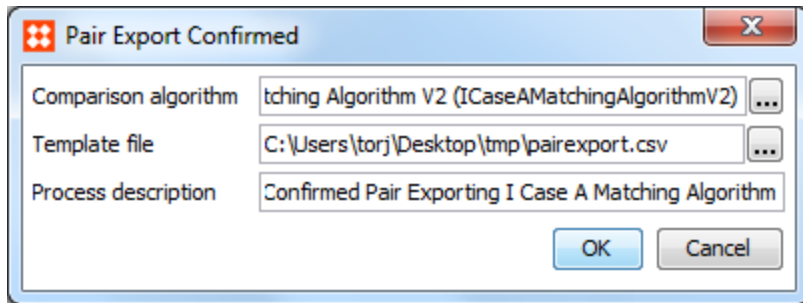 Pair Export Confirmed
Comparison algorithm tching Algorithm V2 (ICaseAMatchingAlgorithmV2) ...
Template file C:\Users\torj\Desktop\tmp\pairexport.csv ...
Process description Confirmed Pair Exporting I Case A Matching Algorithm
OK Cancel